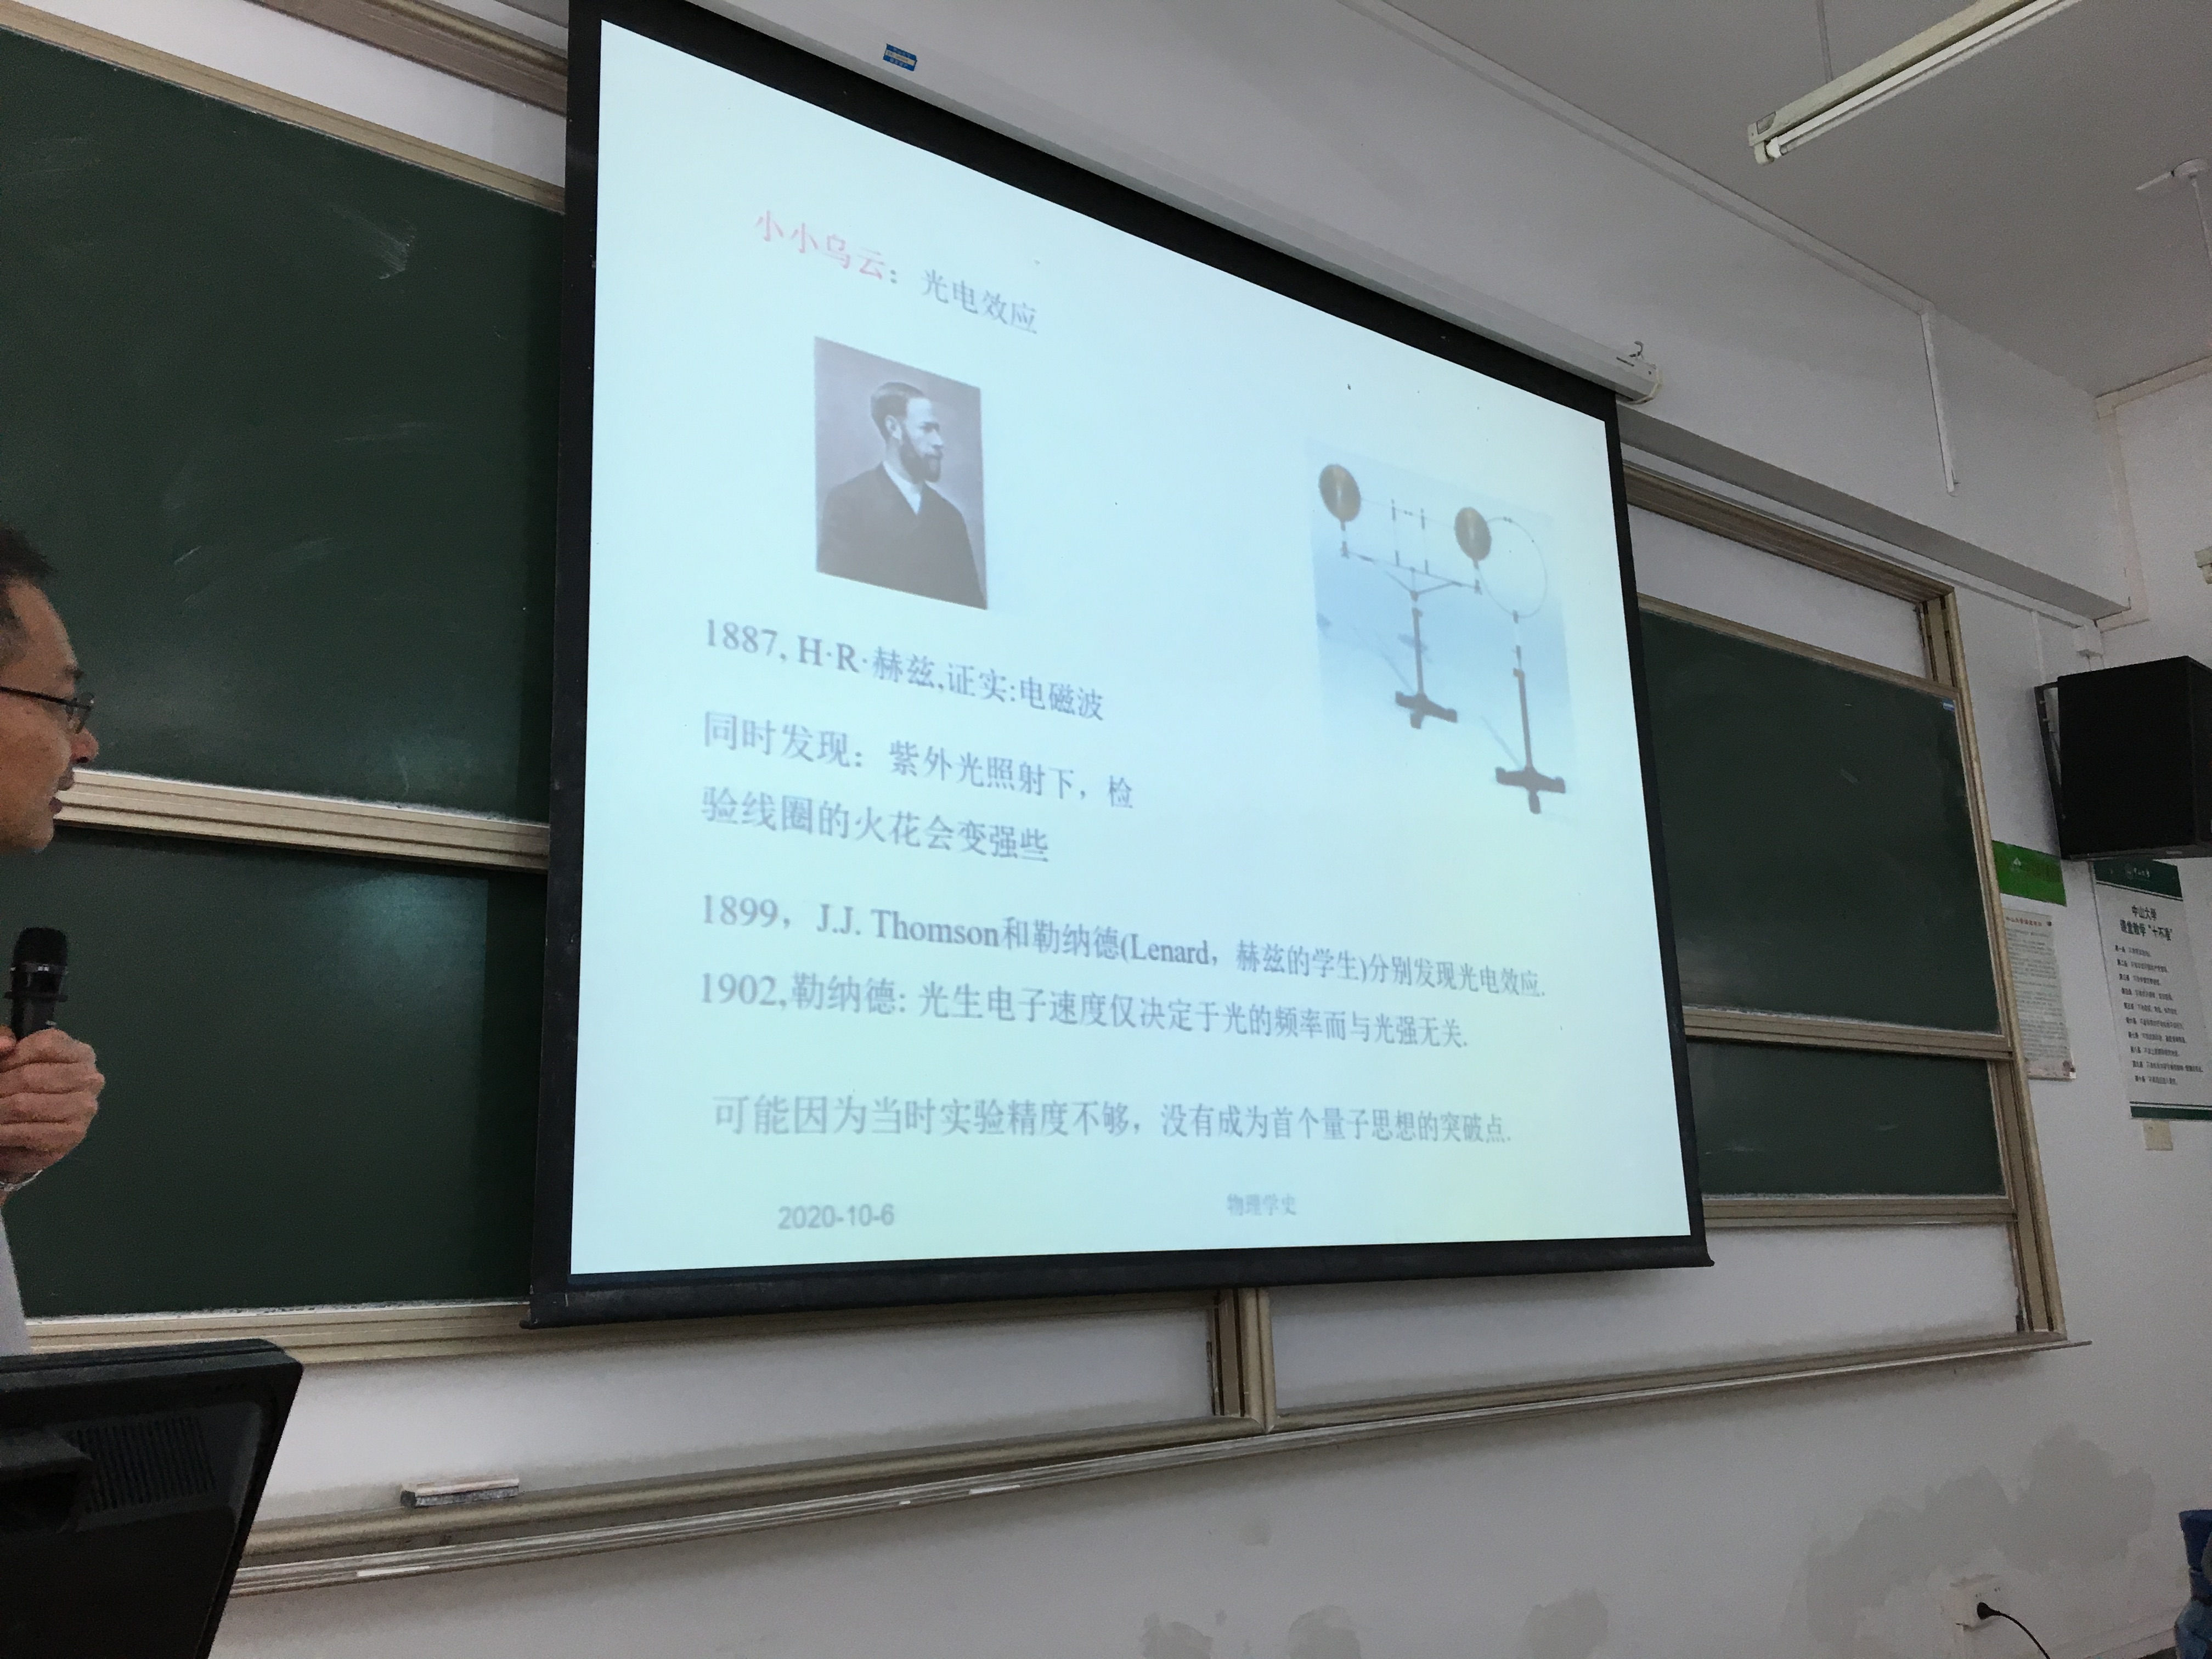 小小乌云：光电效应
1887, H·R·赫兹,证实:电磁波
同时发现：紫外光照射下，检
验线圈的火花会变强些
1899，J.J. Thomson和勒纳德(Lenard，赫兹的学生)分别发现光电效应.
1902,勒纳德: 光生电子速度仅决定于光的频率而与光强无关.
可能因为当时实验精度不够，没有成为首个量子思想的突破点.
2020-10-6
物理学史
中山大学
中山大学
课堂教学“十不准”